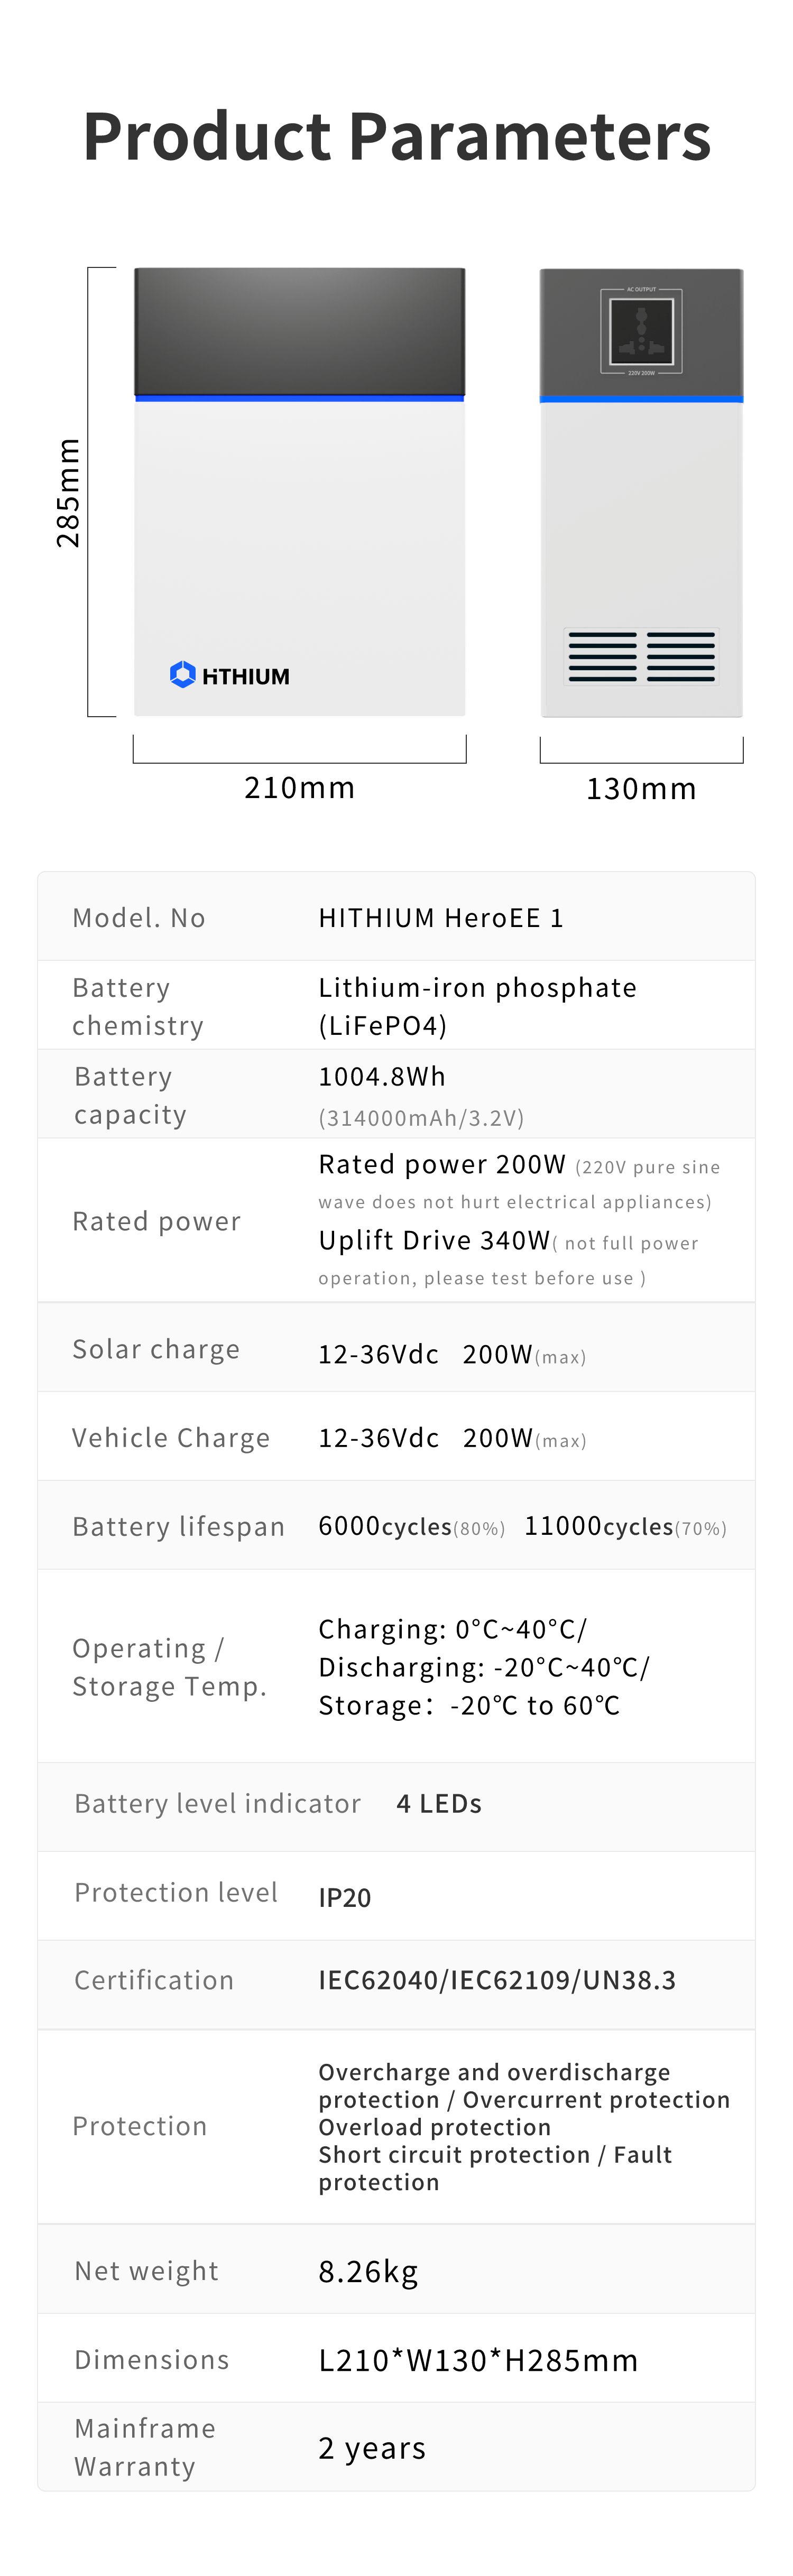 Product Parameters
AC OUTPUT
220V 200W
285mm
HiTHIUM
210mm
130mm
Model. No
HITHIUM HeroEE 1
Battery
chemistry
Lithium-iron phosphate
(LiFePO4)
Battery
capacity
1004.8Wh
(314000mAh/3.2V)
Rated power
Rated power 200W (220V pure sine
wave does not hurt electrical appliances)
Uplift Drive 340W( not full power
operation, please test before use )
Solar charge
12-36Vdc 200W(max)
Vehicle Charge
12-36Vdc 200W(max)
Battery lifespan
6000cycles(80%) 11000cycles(70%)
Operating /
Storage Temp.
Charging: 0°C~40°C/
Discharging: -20°C~40℃/
Storage： -20℃ to 60℃
Battery level indicator
4 LEDs
Protection level
IP20
Certification
IEC62040/IEC62109/UN38.3
Protection
Overcharge and overdischarge
protection / Overcurrent protection
Overload protection
Short circuit protection / Fault
protection
Net weight
8.26kg
Dimensions
L210*W130*H285mm
Mainframe
Warranty
2 years